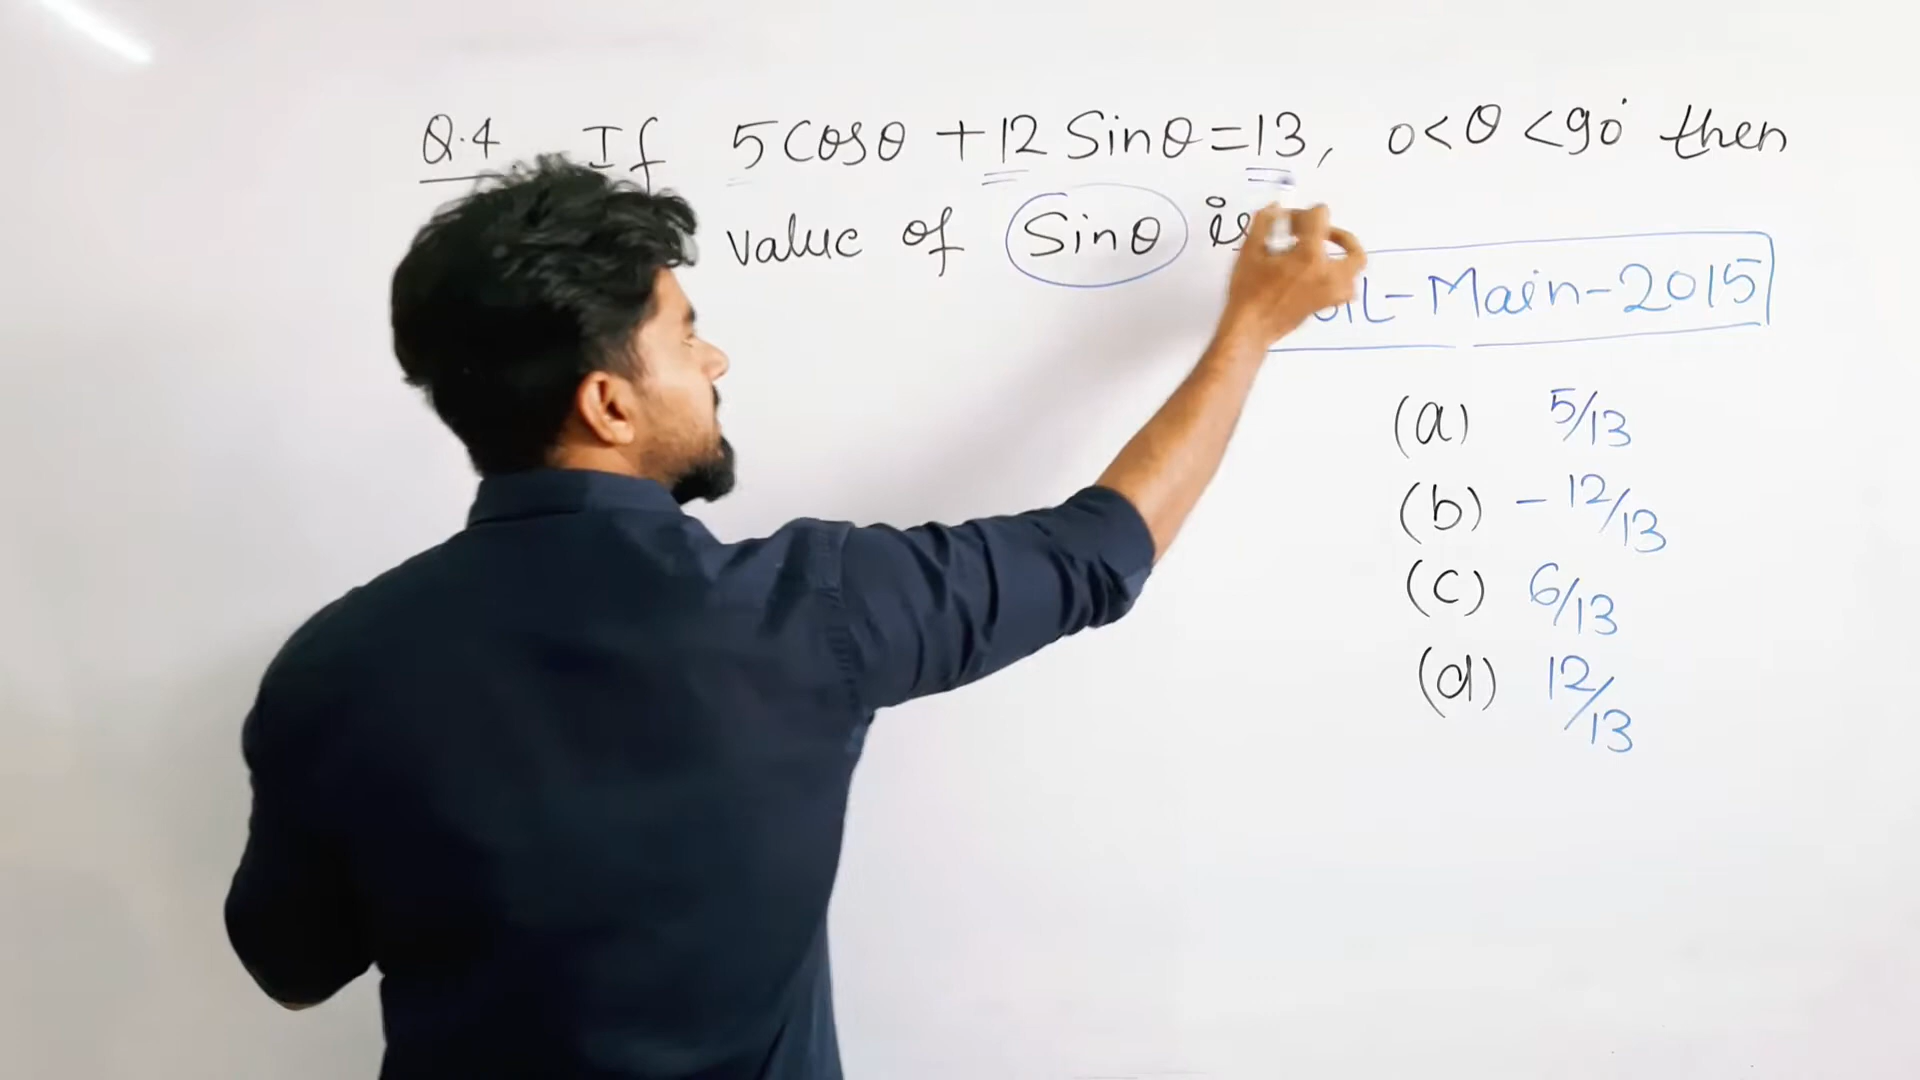 Q.4. If 5cosθ + 12 Sinθ = 13, 0 < θ < 90° then
value of Sinθ is
-Main-2015
(a) 5/13
(b) - 12/13
(c) 6/13
(d) 12/13